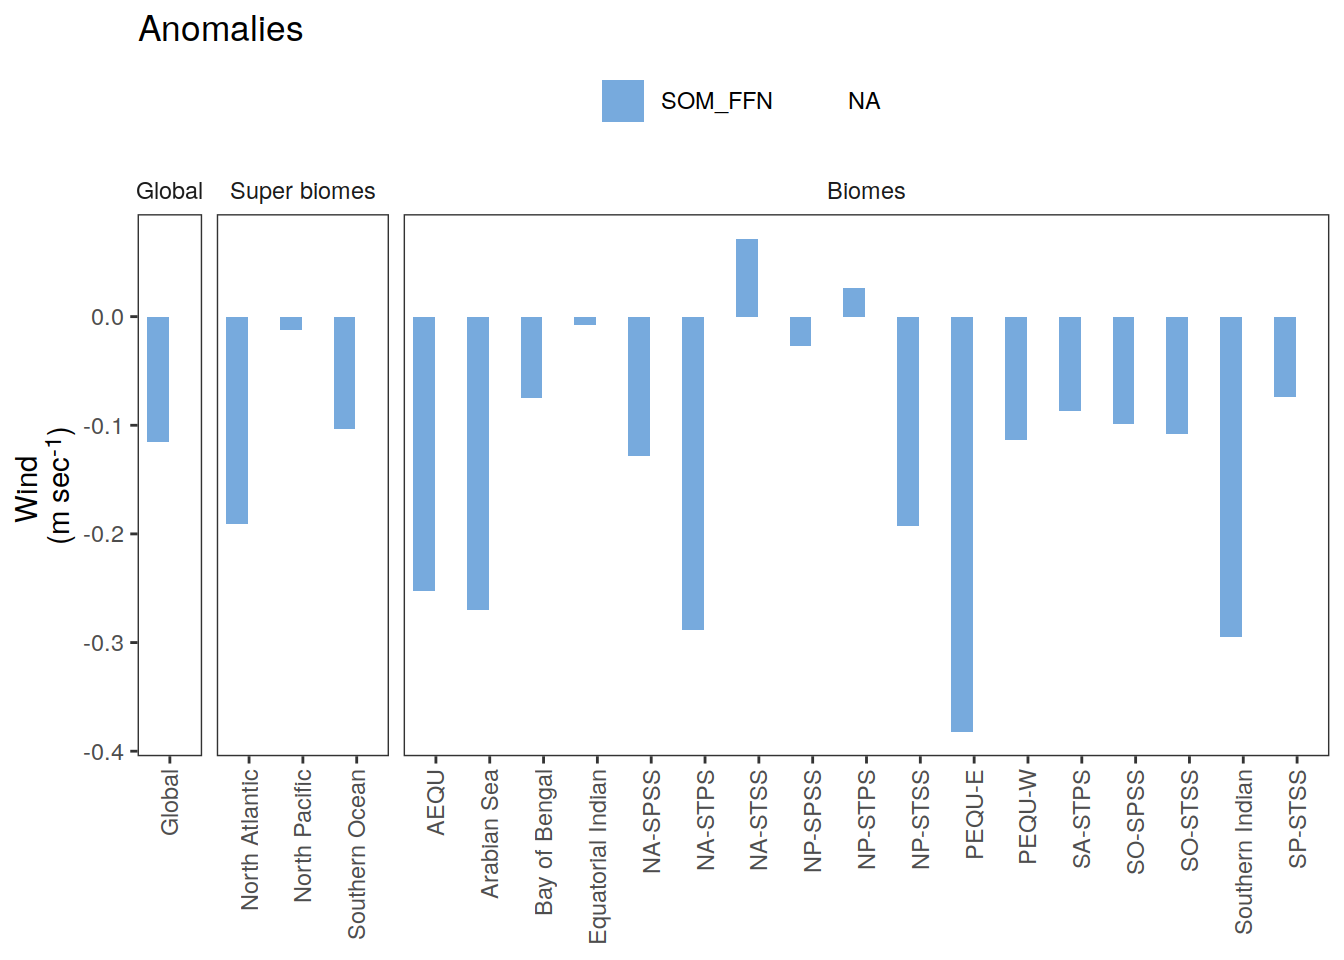 Anomalies
SOM_FFN NA
Global Super biomes Biomes
0.0
-0.1
-0.2
-0.3
-0.4
Wind
(m sec⁻¹)
Global
North Atlantic
North Pacific
Southern Ocean
AEQU
Arabian Sea
Bay of Bengal
Equatorial Indian
NA-SPSS
NA-STPS
NA-STSS
NP-SPSS
NP-STPS
NP-STSS
PEQU-E
PEQU-W
SA-STPS
SO-SPSS
SO-STSS
Southern Indian
SP-STSS